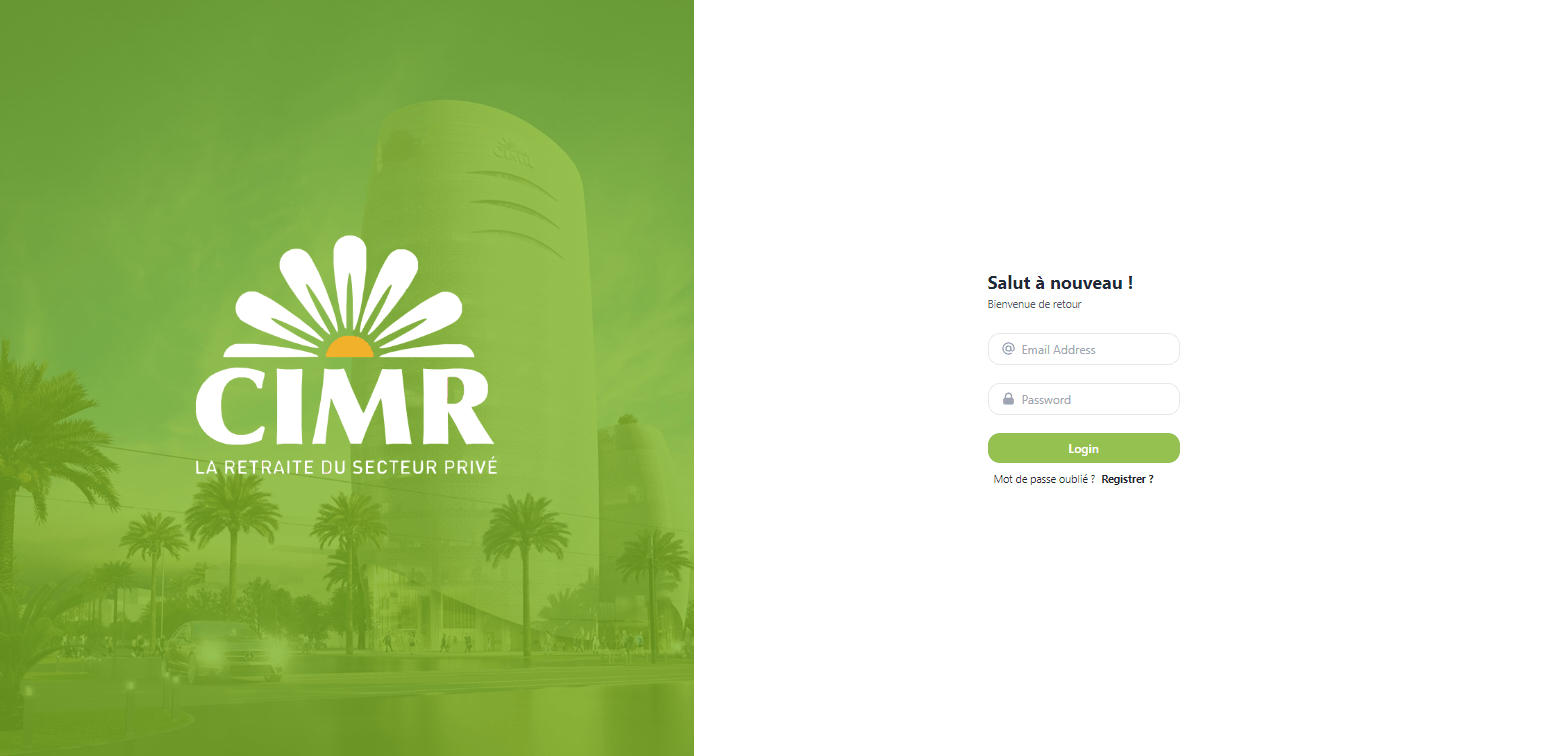 CIMR
LA RETRAITE DU SECTEUR PRIVÉ
Salut à nouveau !
Bienvenue de retour
Email Address
Password
Login
Mot de passe oublié ? Registrer ?